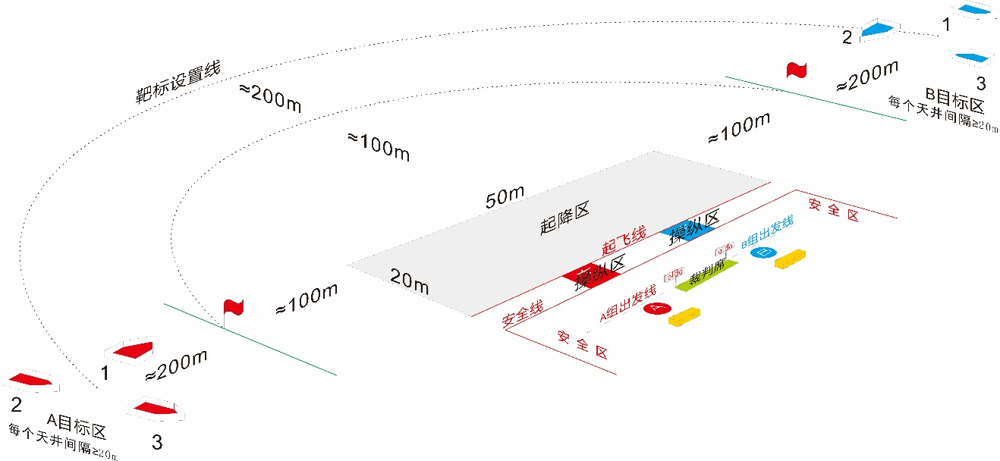 1
2
≈200m
3
B目标区
每个天井间隔≥20m
靶标设置线
≈200m
≈100m
≈100m
50m
起降区
安全区
操纵区
起飞线
B组出发线
B
20m
操纵区
裁判席
≈100m
安全线
A组出发线
A
安全区
1
≈200m
2
A目标区
每个天井间隔≥20m
3